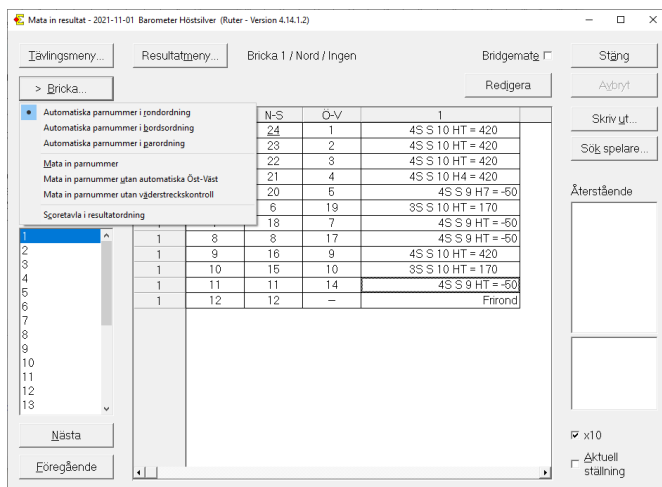 Mata in resultat - 2021-11-01 Barometer Höstsilver (Ruter - Version 4.14.1.2)
Tävlingsmeny... Resultatmeny... Bricka 1 / Nord / Ingen Bridgemate Stäng
> Bricka... Redigera Avbryt
Automatiska parnummer i rondordning
Automatiska parnummer i bordsordning
Automatiska parnummer i parordning
Mata in parnummer
Mata in parnummer utan automatiska Öst-Väst
Mata in parnummer utan väderstreckskontroll
Scoretavla i resultatordning
N-S Ö-V 1
24 1 4S S 10 HT = 420
23 2 4S S 10 HT = 420
22 3 4S S 10 HT = 420
21 4 4S S 10 H4 = 420
20 5 4S S 9 H7 = -50
6 19 3S S 10 HT = 170
18 7 4S S 9 HT = -50
1 8 8 17 4S S 9 HT = -50
1 9 16 9 4S S 10 HT = 420
1 10 15 10 3S S 10 HT = 170
1 11 11 14 4S S 9 HT = -50
1 12 12 – Frirond
1
2
3
4
5
6
7
8
9
10
11
12
13
Nästa
Föregående
Skriv ut...
Sök spelare...
Återstående
x10
Aktuell
ställning